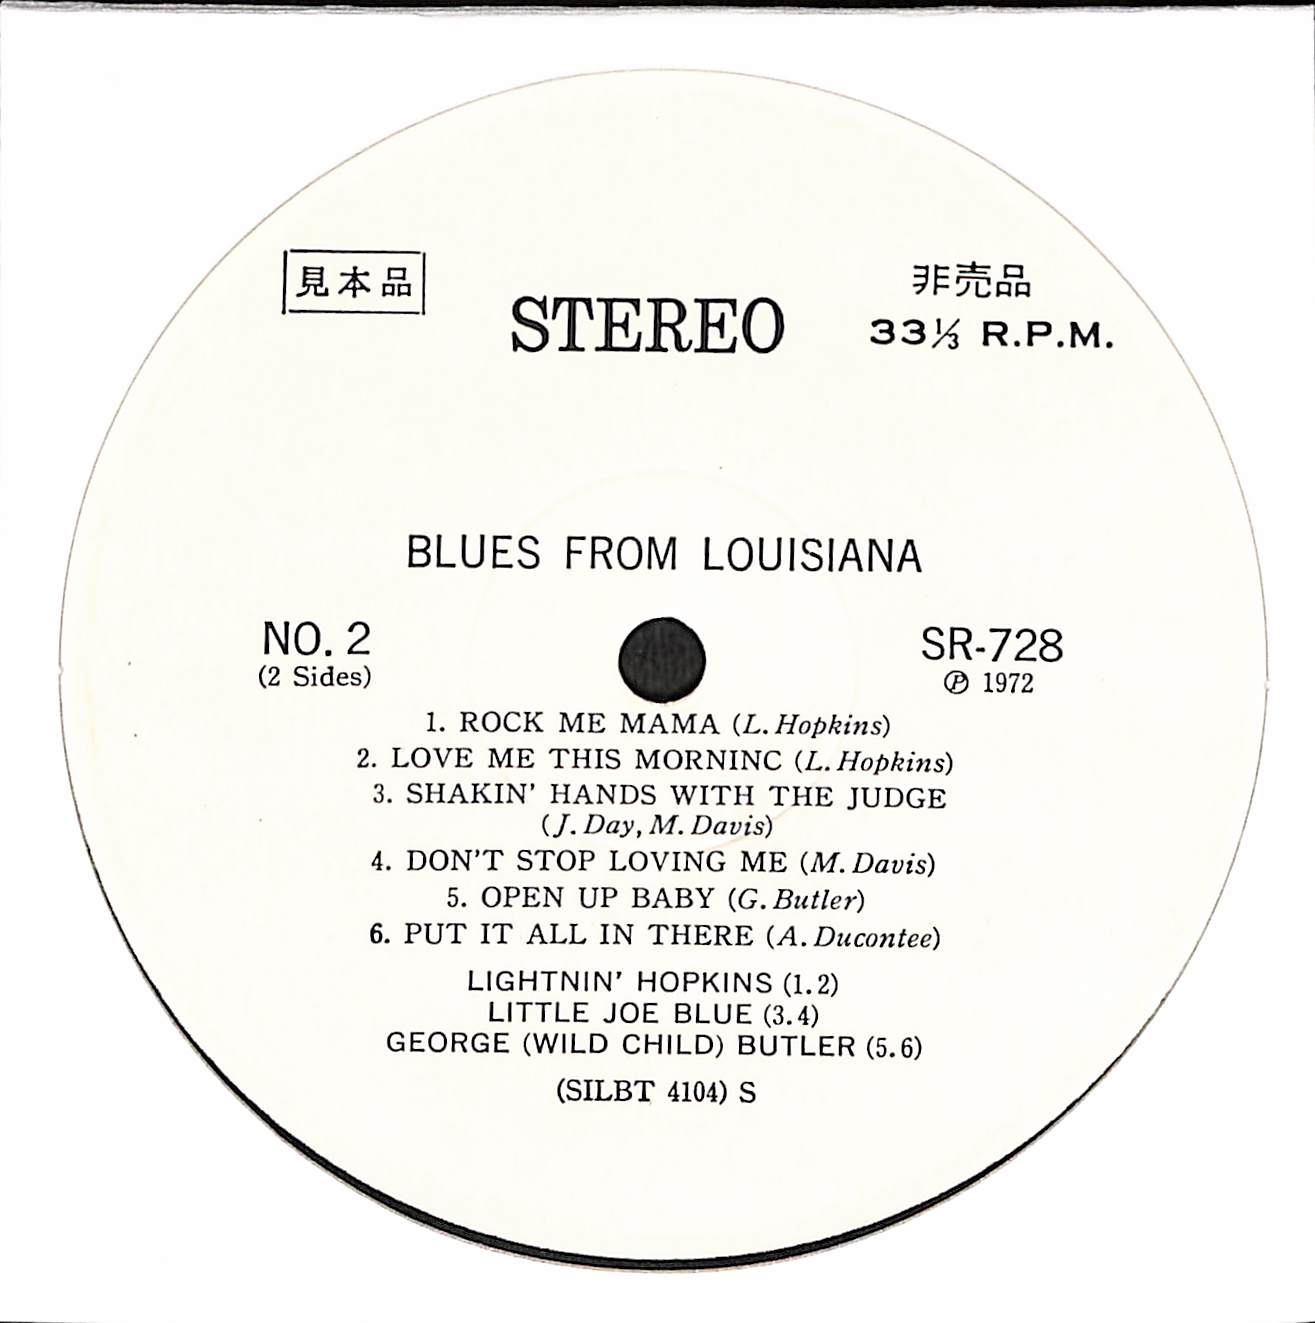 見本品
STEREO
非売品
33⅓ R.P.M.
BLUES FROM LOUISIANA
NO. 2
(2 Sides)
SR-728
Ⓟ 1972
1. ROCK ME MAMA (L. Hopkins)
2. LOVE ME THIS MORNINC (L. Hopkins)
3. SHAKIN' HANDS WITH THE JUDGE
(J. Day, M. Davis)
4. DON'T STOP LOVING ME (M. Davis)
5. OPEN UP BABY (G. Butler)
6. PUT IT ALL IN THERE (A. Ducontee)
LIGHTNIN' HOPKINS (1.2)
LITTLE JOE BLUE (3.4)
GEORGE (WILD CHILD) BUTLER (5.6)
(SILBT 4104) S